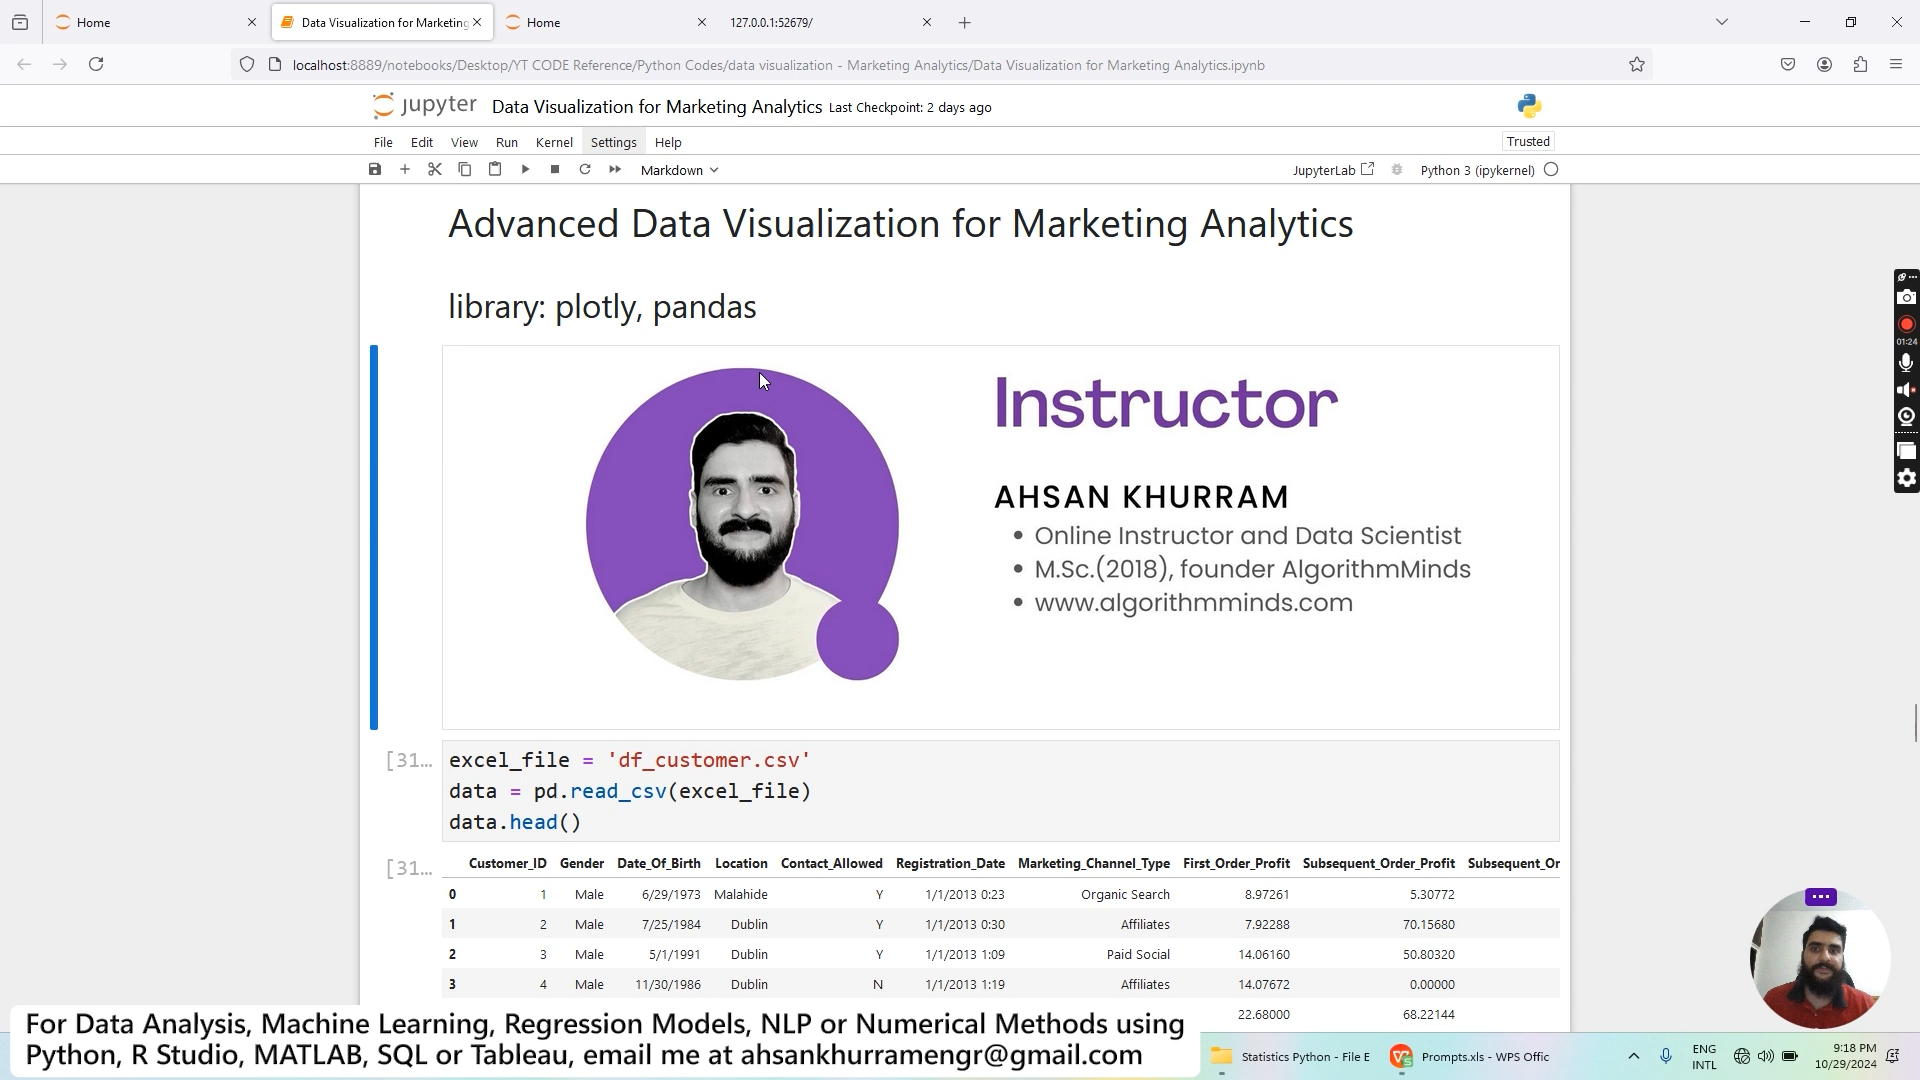 Home
Data Visualization for Marketing
Home
127.0.0.1:52679/
localhost:8889/notebooks/Desktop/YT CODE Reference/Python Codes/data visualization - Marketing Analytics/Data Visualization for Marketing Analytics.ipynb
jupyter Data Visualization for Marketing Analytics Last Checkpoint: 2 days ago
File Edit View Run Kernel Settings Help Trusted
Markdown JupyterLab Python 3 (ipykernel)
Advanced Data Visualization for Marketing Analytics
library: plotly, pandas
Instructor
AHSAN KHURRAM
• Online Instructor and Data Scientist
• M.Sc.(2018), founder AlgorithmMinds
• www.algorithmminds.com
01:24
[31... excel_file = 'df_customer.csv'
data = pd.read_csv(excel_file)
data.head()
[31... Customer_ID Gender Date_Of_Birth Location Contact_Allowed Registration_Date Marketing_Channel_Type First_Order_Profit Subsequent_Order_Profit Subsequent_Or
0 1 Male 6/29/1973 Malahide Y 1/1/2013 0:23 Organic Search 8.97261 5.30772
1 2 Male 7/25/1984 Dublin Y 1/1/2013 0:30 Affiliates 7.92288 70.15680
2 3 Male 5/1/1991 Dublin Y 1/1/2013 1:09 Paid Social 14.06160 50.80320
3 4 Male 11/30/1986 Dublin N 1/1/2013 1:19 Affiliates 14.07672 0.00000
22.68000 68.22144
For Data Analysis, Machine Learning, Regression Models, NLP or Numerical Methods using
Python, R Studio, MATLAB, SQL or Tableau, email me at ahsankhurramengr@gmail.com
Statistics Python - File E
Prompts.xls - WPS Offic
ENG
INTL
9:18 PM
10/29/2024